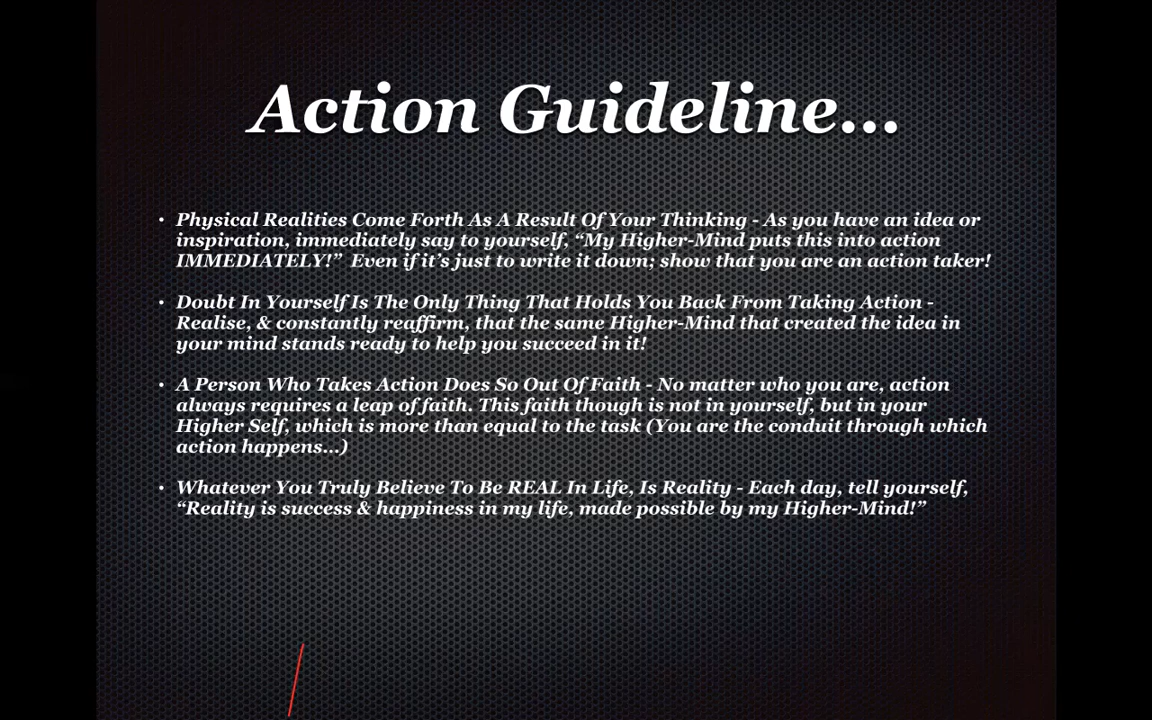 Action Guideline...
• Physical Realities Come Forth As A Result Of Your Thinking - As you have an idea or
inspiration, immediately say to yourself, “My Higher-Mind puts this into action
IMMEDIATELY!”  Even if it’s just to write it down; show that you are an action taker!
• Doubt In Yourself Is The Only Thing That Holds You Back From Taking Action -
Realise, & constantly reaffirm, that the same Higher-Mind that created the idea in
your mind stands ready to help you succeed in it!
• A Person Who Takes Action Does So Out Of Faith - No matter who you are, action
always requires a leap of faith. This faith though is not in yourself, but in your
Higher Self, which is more than equal to the task (You are the conduit through which
action happens...)
• Whatever You Truly Believe To Be REAL In Life, Is Reality - Each day, tell yourself,
“Reality is success & happiness in my life, made possible by my Higher-Mind!”